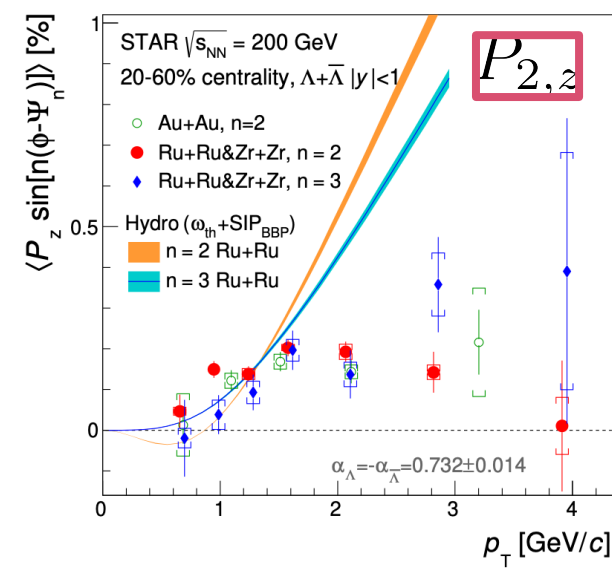 1
STAR √s_NN = 200 GeV
20-60% centrality, Λ+Λ̅ |y|<1
P_2,z
Au+Au, n=2
Ru+Ru&Zr+Zr, n = 2
Ru+Ru&Zr+Zr, n = 3
0.5
Hydro (ω_th+SIP_BBP)
n = 2 Ru+Ru
n = 3 Ru+Ru
⟨P_z sin[n(ϕ-Ψ_n)]⟩ [%]
0
α_Λ=-α_Λ̅=0.732±0.014
0 1 2 3 4
p_T [GeV/c]